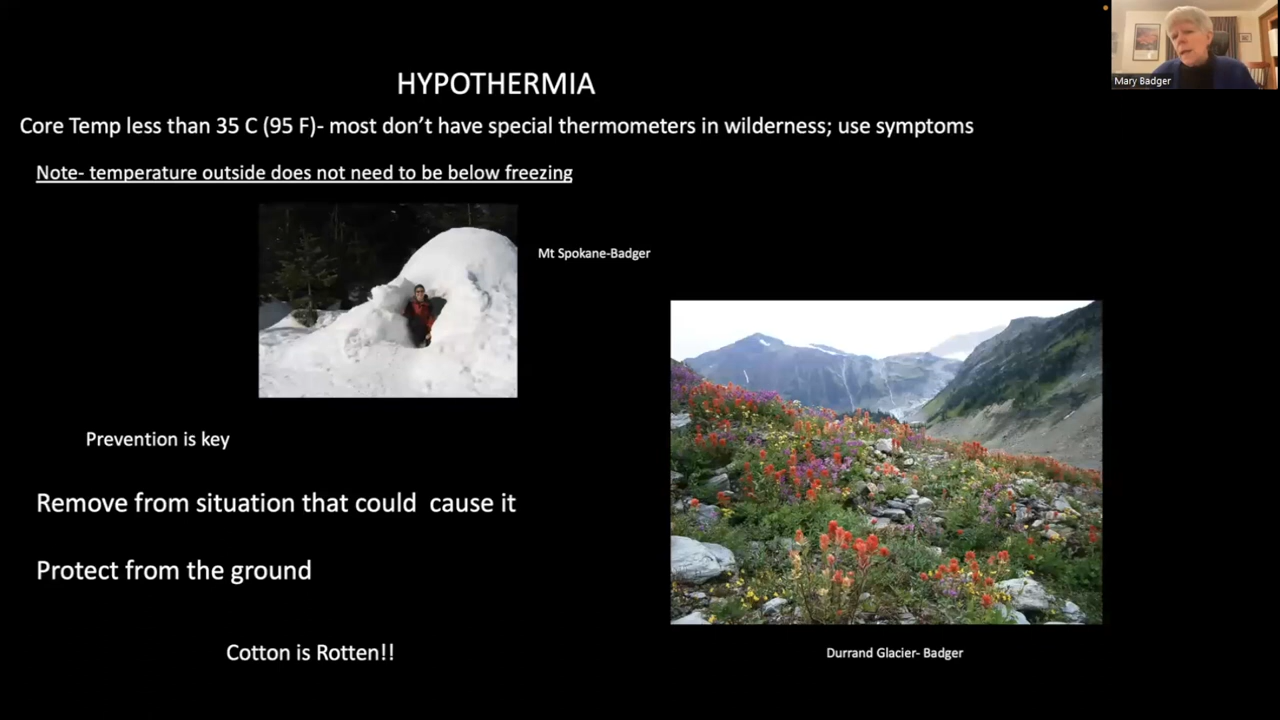 Mary Badger
HYPOTHERMIA
Core Temp less than 35 C (95 F)- most don’t have special thermometers in wilderness; use symptoms
Note- temperature outside does not need to be below freezing
Mt Spokane-Badger
Prevention is key
Remove from situation that could  cause it
Protect from the ground
Cotton is Rotten!!
Durrand Glacier- Badger